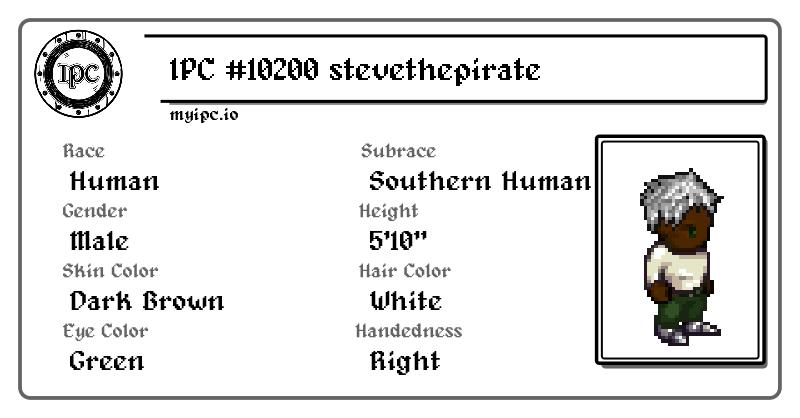 IPC
IPC #10200 stevethepirate
myipc.io
Race
Human
Subrace
Southern Human
Gender
Male
Height
5'10"
Skin Color
Dark Brown
Hair Color
White
Eye Color
Green
Handedness
Right